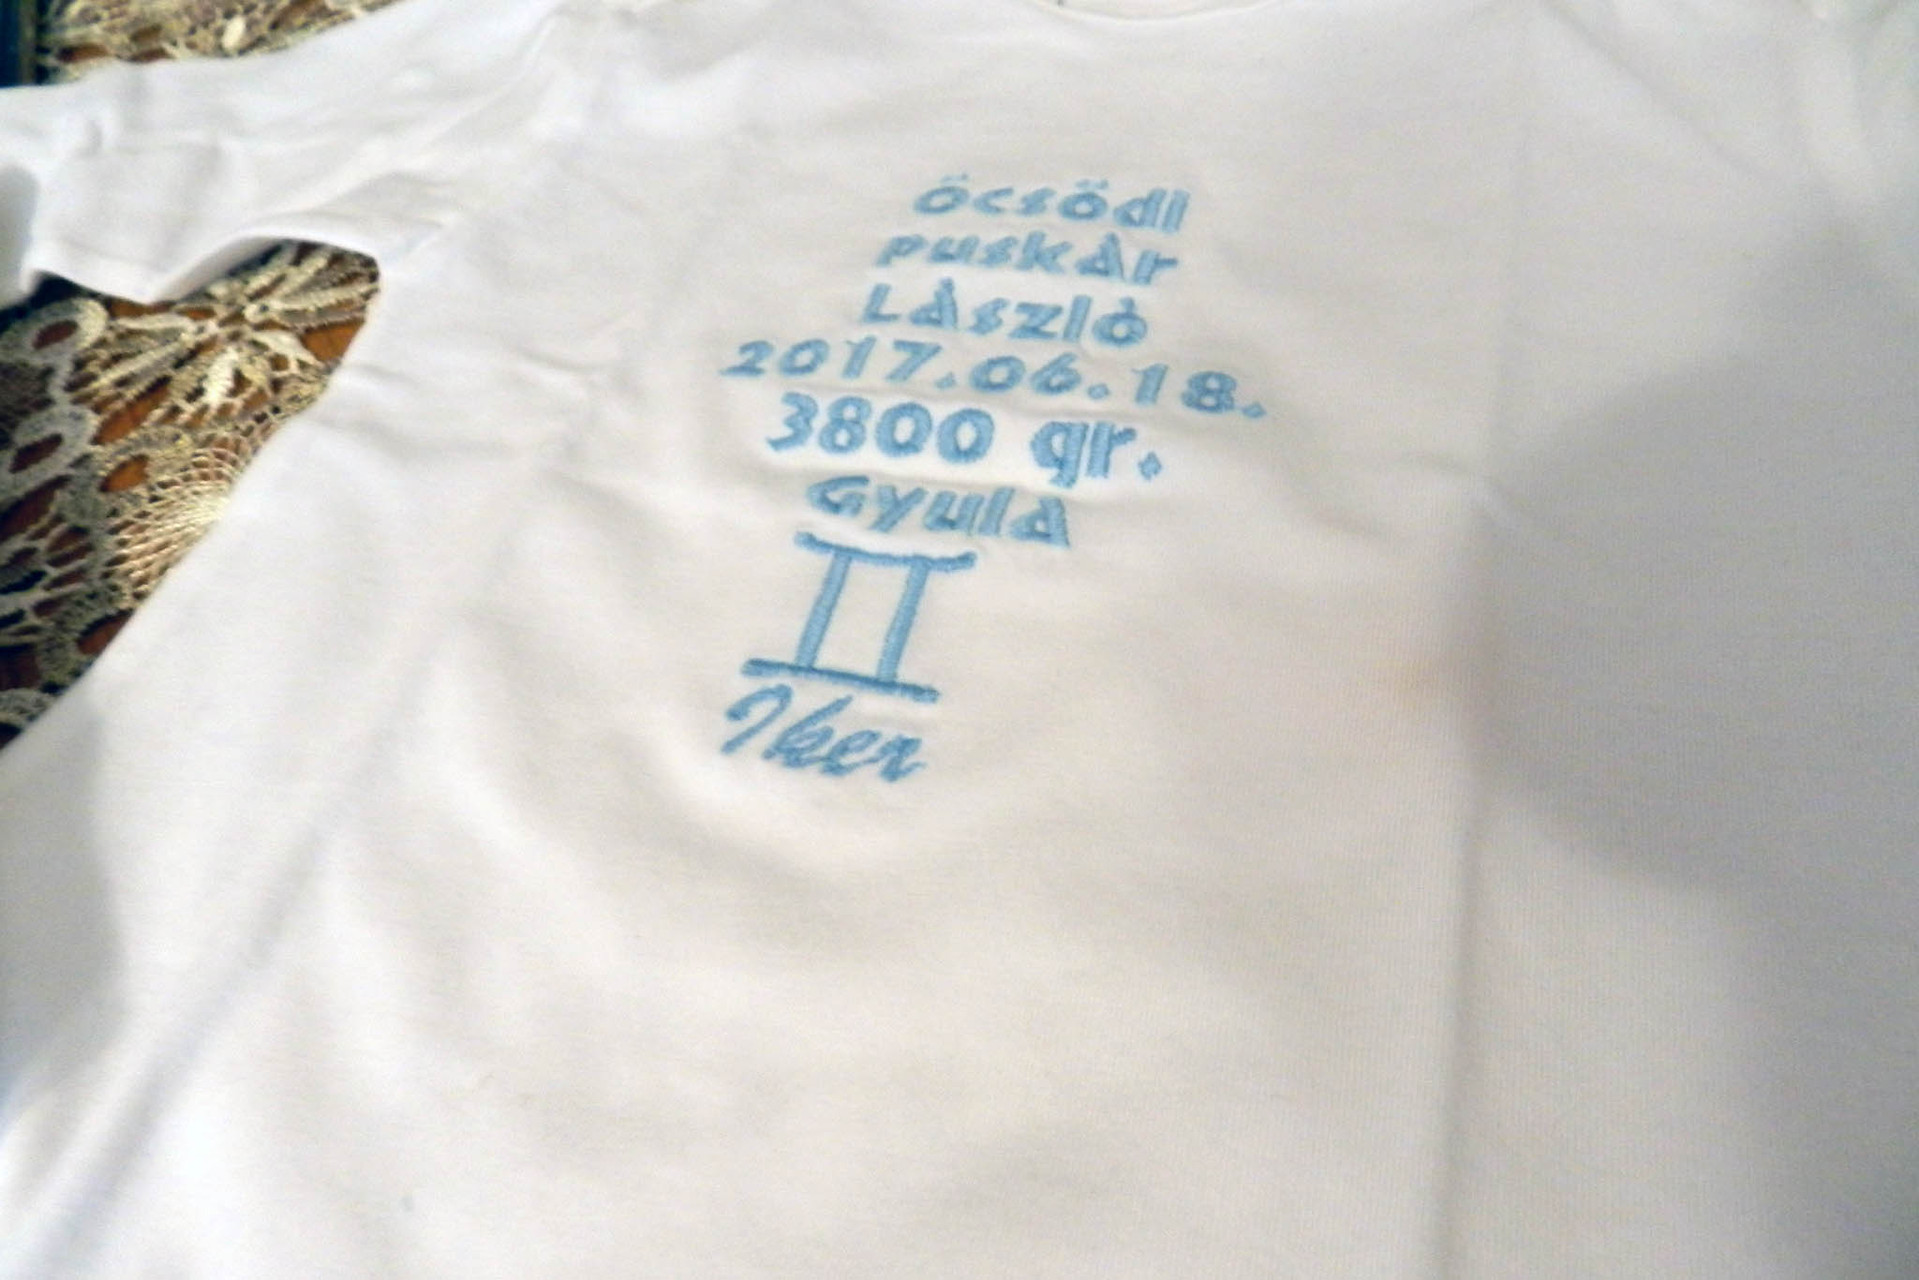 öcsödi
puskár
László
2017.06.18.
3800 gr.
Gyula
Iker